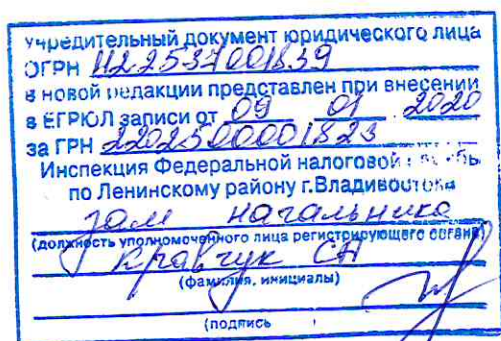 Учредительный документ юридического лица
ОГРН 1122537001839
в новой редакции представлен при внесении
в ЕГРЮЛ записи от 09 01 2020
за ГРН 2202500001823
Инспекция Федеральной налоговой службы
по Ленинскому району г.Владивостока
зам начальника
(должность уполномоченного лица регистрирующего органа)
Кравчук СН
(фамилия, инициалы)
(подпись